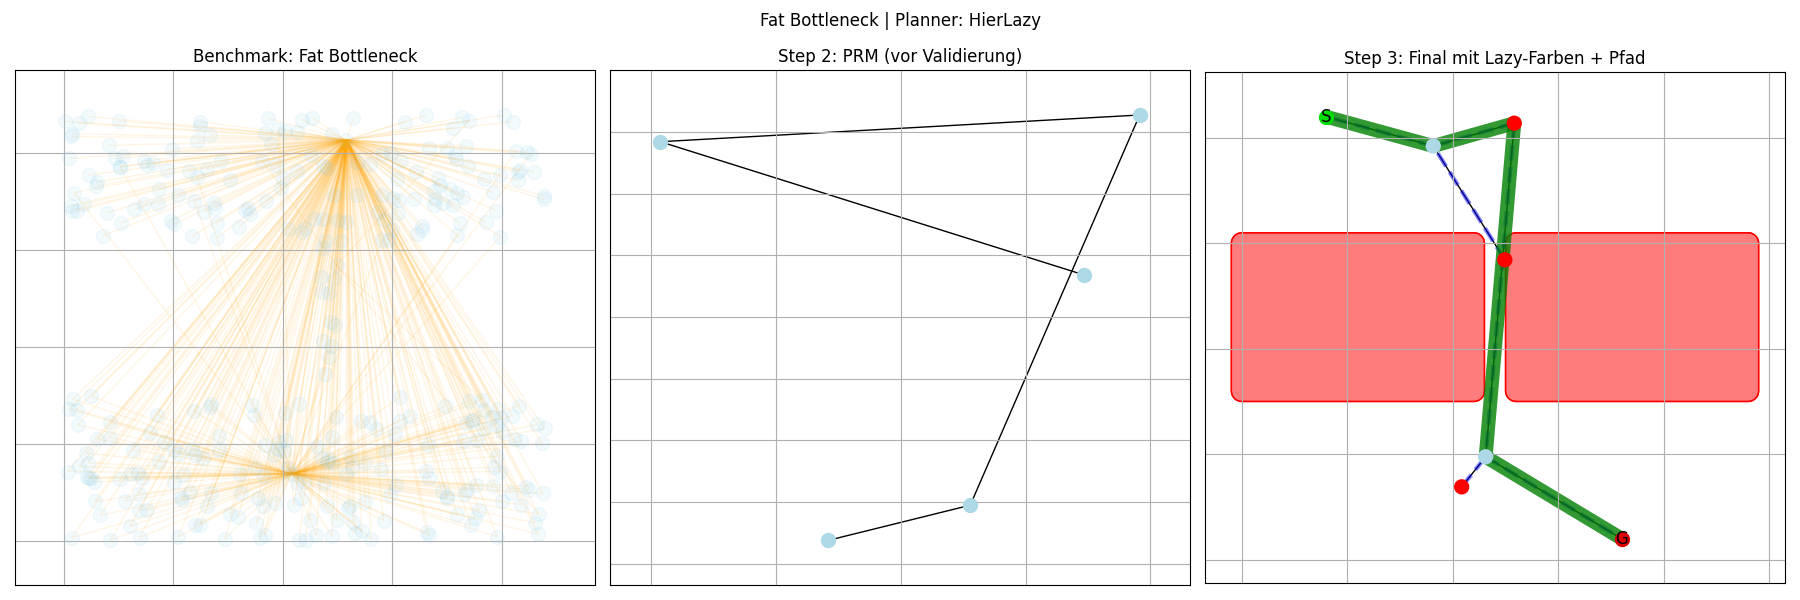 Fat Bottleneck | Planner: HierLazy
Benchmark: Fat Bottleneck
Step 2: PRM (vor Validierung)
Step 3: Final mit Lazy-Farben + Pfad
S
G